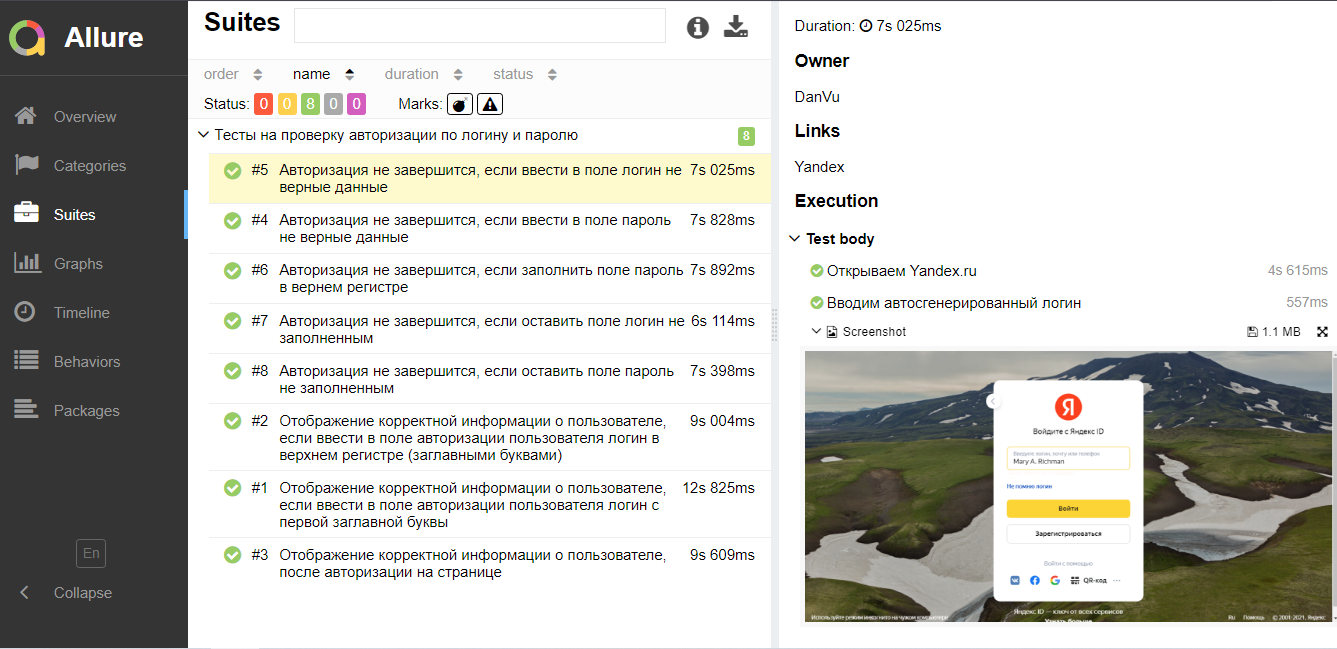 Allure
Overview
Categories
Suites
Graphs
Timeline
Behaviors
Packages
En
Collapse
Suites
order name duration status
Status: 0 0 8 0 0 Marks:
Тесты на проверку авторизации по логину и паролю 8
#5 Авторизация не завершится, если ввести в поле логин не 7s 025ms
верные данные
#4 Авторизация не завершится, если ввести в поле пароль 7s 828ms
не верные данные
#6 Авторизация не завершится, если заполнить поле пароль 7s 892ms
в вернем регистре
#7 Авторизация не завершится, если оставить поле логин не 6s 114ms
заполненным
#8 Авторизация не завершится, если оставить поле пароль 7s 398ms
не заполненным
#2 Отображение корректной информации о пользователе, 9s 004ms
если ввести в поле авторизации пользователя логин в
верхнем регистре (заглавными буквами)
#1 Отображение корректной информации о пользователе, 12s 825ms
если ввести в поле авторизации пользователя логин с
первой заглавной буквы
#3 Отображение корректной информации о пользователе, 9s 609ms
после авторизации на странице
Duration: 7s 025ms
Owner
DanVu
Links
Yandex
Execution
Test body
Открываем Yandex.ru 4s 615ms
Вводим автосгенерированный логин 557ms
Screenshot 1.1 MB
Я
Войдите с Яндекс ID
Введите логин, почту или телефон
Mary A. Richman
Не помню логин
Войти
Зарегистрироваться
Войти с помощью
QR-код
Яндекс ID — ключ от всех сервисов
Узнать больше
Используйте режим инкогнито на чужом компьютере
Ru Помощь © 2001-2021, Яндекс